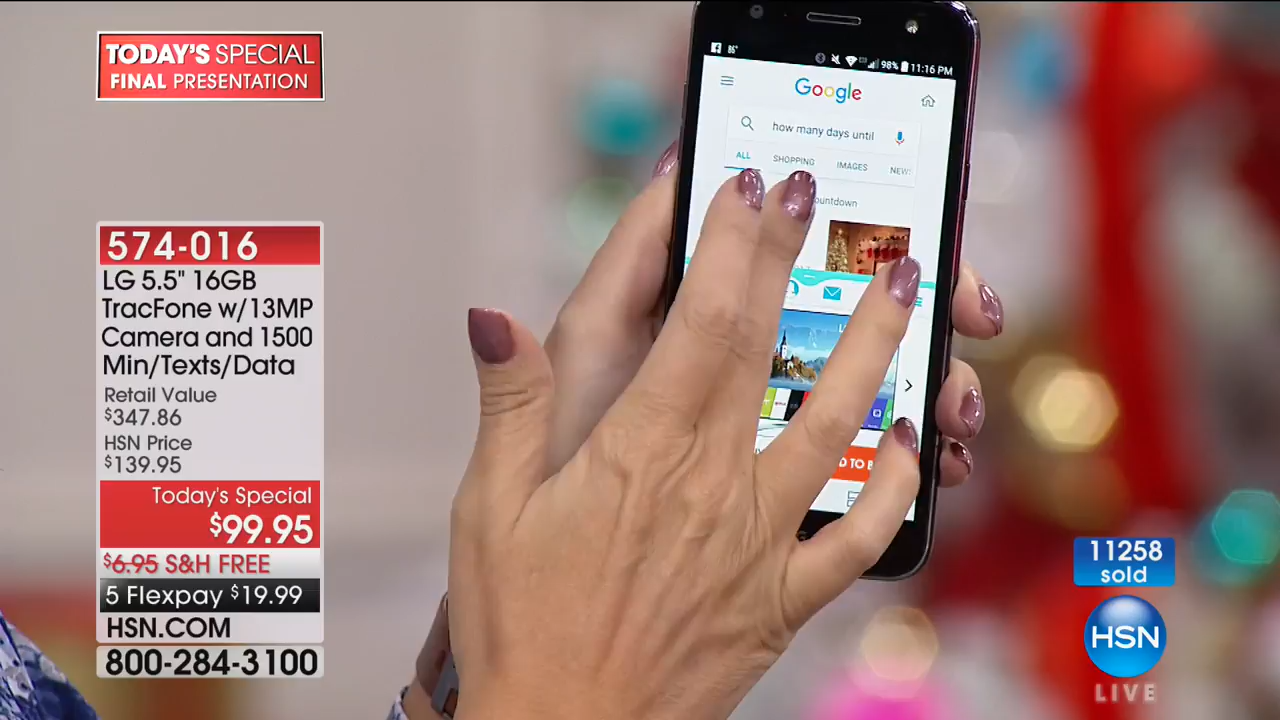 TODAY'S SPECIAL
FINAL PRESENTATION
574-016
LG 5.5" 16GB
TracFone w/13MP
Camera and 1500
Min/Texts/Data
Retail Value
$347.86
HSN Price
$139.95
Today's Special
$99.95
$6.95 S&H FREE
5 Flexpay $19.99
HSN.COM
800-284-3100
86°
98% 11:16 PM
Google
how many days until
ALL SHOPPING IMAGES
11258
sold
HSN
LIVE